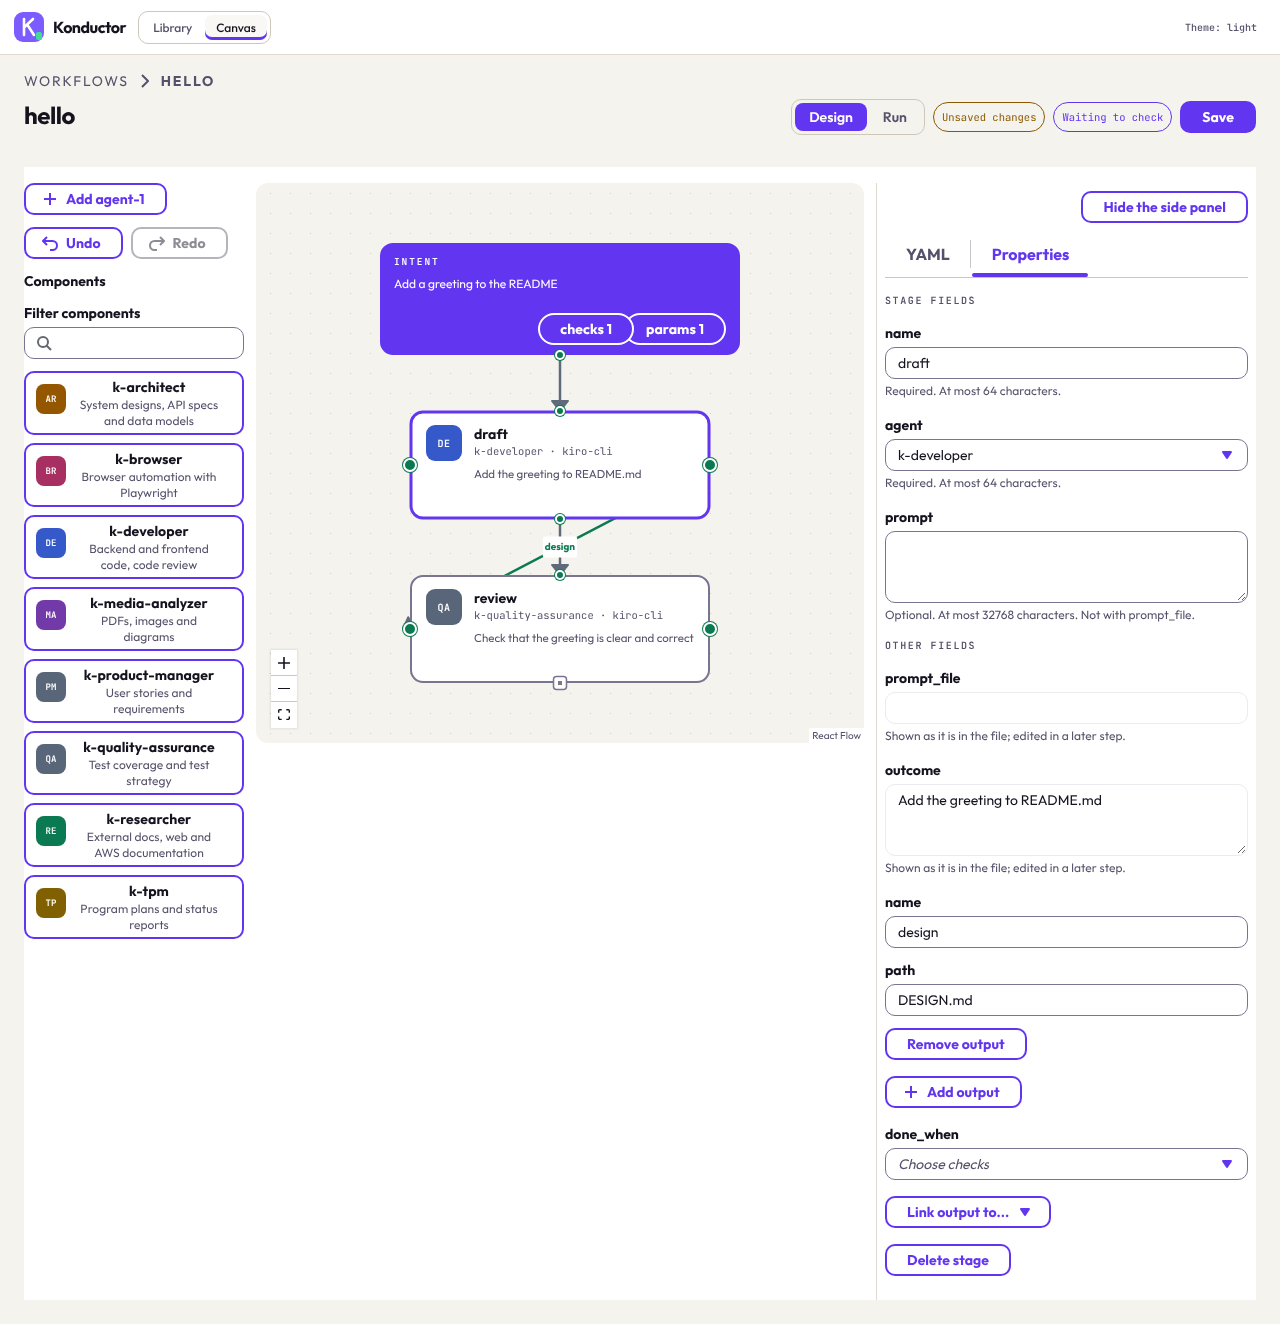 Konductor
Library
Canvas
Theme: light
WORKFLOWS > HELLO
hello
Design
Run
Unsaved changes
Waiting to check
Save
Add agent-1
Undo
Redo
Components
Filter components
AR
k-architect
System designs, API specs
and data models
BR
k-browser
Browser automation with
Playwright
DE
k-developer
Backend and frontend
code, code review
MA
k-media-analyzer
PDFs, images and
diagrams
PM
k-product-manager
User stories and
requirements
QA
k-quality-assurance
Test coverage and test
strategy
RE
k-researcher
External docs, web and
AWS documentation
TP
k-tpm
Program plans and status
reports
INTENT
Add a greeting to the README
checks 1
params 1
DE
draft
k-developer · kiro-cli
Add the greeting to README.md
design
QA
review
k-quality-assurance · kiro-cli
Check that the greeting is clear and correct
React Flow
Hide the side panel
YAML
Properties
STAGE FIELDS
name
draft
Required. At most 64 characters.
agent
k-developer
Required. At most 64 characters.
prompt
Optional. At most 32768 characters. Not with prompt_file.
OTHER FIELDS
prompt_file
Shown as it is in the file; edited in a later step.
outcome
Add the greeting to README.md
Shown as it is in the file; edited in a later step.
name
design
path
DESIGN.md
Remove output
Add output
done_when
Choose checks
Link output to...
Delete stage